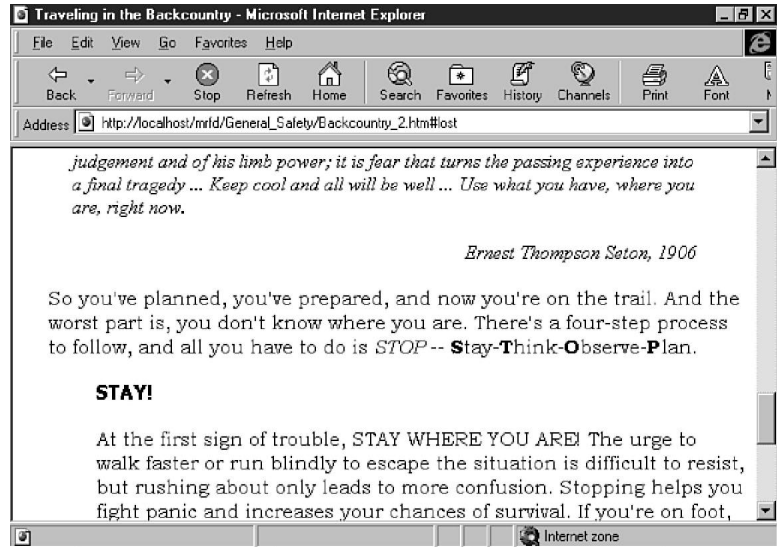 Traveling in the Backcountry - Microsoft Internet Explorer
File Edit View Go Favorites Help
Back Forward Stop Refresh Home Search Favorites History Channels Print Font
Address http://localhost/mrld/General_Safety/Backcountry_2.htm#lost
judgement and of his limb power; it is fear that turns the passing experience into
a final tragedy ... Keep cool and all will be well ... Use what you have, where you
are, right now.
Ernest Thompson Seton, 1906
So you've planned, you've prepared, and now you're on the trail. And the
worst part is, you don't know where you are. There's a four-step process
to follow, and all you have to do is STOP -- Stay-Think-Observe-Plan.
STAY!
At the first sign of trouble, STAY WHERE YOU ARE! The urge to
walk faster or run blindly to escape the situation is difficult to resist,
but rushing about only leads to more confusion. Stopping helps you
fight panic and increases your chances of survival. If you're on foot,
Internet zone